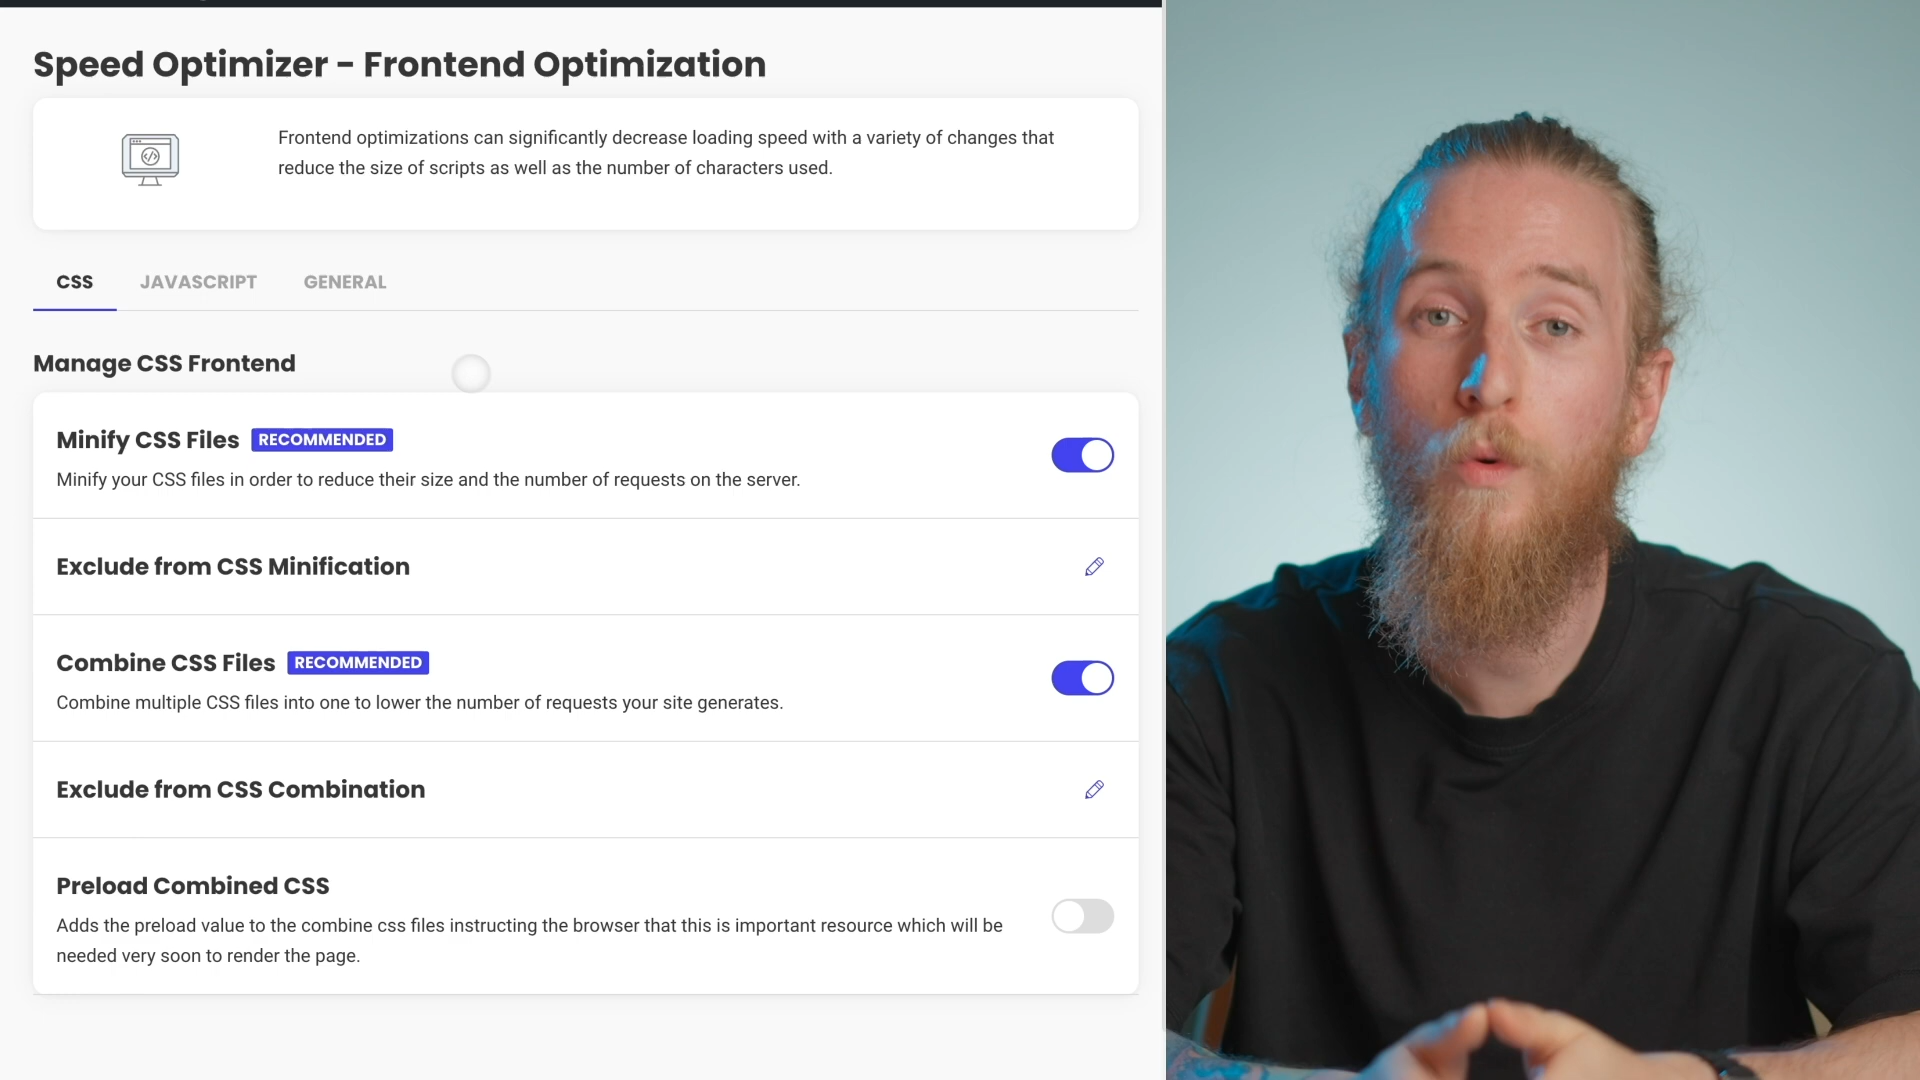 Speed Optimizer - Frontend Optimization
Frontend optimizations can significantly decrease loading speed with a variety of changes that
reduce the size of scripts as well as the number of characters used.
CSS JAVASCRIPT GENERAL
Manage CSS Frontend
Minify CSS Files RECOMMENDED
Minify your CSS files in order to reduce their size and the number of requests on the server.
Exclude from CSS Minification
Combine CSS Files RECOMMENDED
Combine multiple CSS files into one to lower the number of requests your site generates.
Exclude from CSS Combination
Preload Combined CSS
Adds the preload value to the combine css files instructing the browser that this is important resource which will be
needed very soon to render the page.